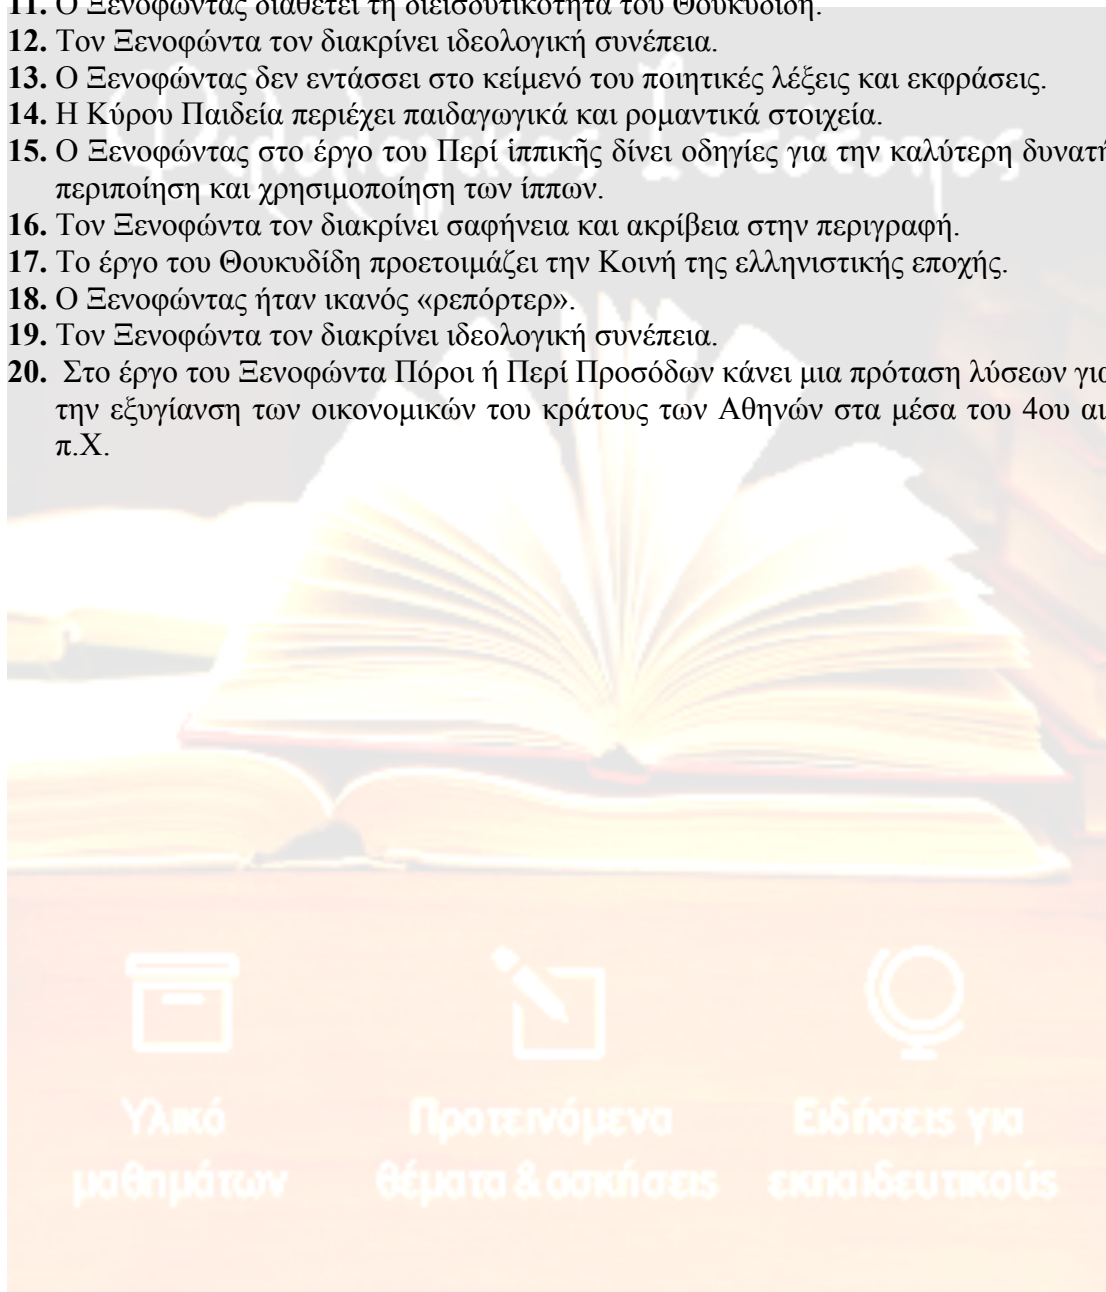 11. Ο Ξενοφώντας διαθέτει τη διεισδυτικότητα του Θουκυδίδη.
12. Τον Ξενοφώντα τον διακρίνει ιδεολογική συνέπεια.
13. Ο Ξενοφώντας δεν εντάσσει στο κείμενό του ποιητικές λέξεις και εκφράσεις.
14. Η Κύρου Παιδεία περιέχει παιδαγωγικά και ρομαντικά στοιχεία.
15. Ο Ξενοφώντας στο έργο του Περί ἱππικῆς δίνει οδηγίες για την καλύτερη δυνατή
περιποίηση και χρησιμοποίηση των ίππων.
16. Τον Ξενοφώντα τον διακρίνει σαφήνεια και ακρίβεια στην περιγραφή.
17. Το έργο του Θουκυδίδη προετοιμάζει την Κοινή της ελληνιστικής εποχής.
18. Ο Ξενοφώντας ήταν ικανός «ρεπόρτερ».
19. Τον Ξενοφώντα τον διακρίνει ιδεολογική συνέπεια.
20. Στο έργο του Ξενοφώντα Πόροι ή Περί Προσόδων κάνει μια πρόταση λύσεων για
την εξυγίανση των οικονομικών του κράτους των Αθηνών στα μέσα του 4ου αι
π.Χ.
Φιλολογικός Ιστότοπος
Υλικό Προτεινόμενα Ειδήσεις για
μαθημάτων θέματα & ασκήσεις εκπαιδευτικούς